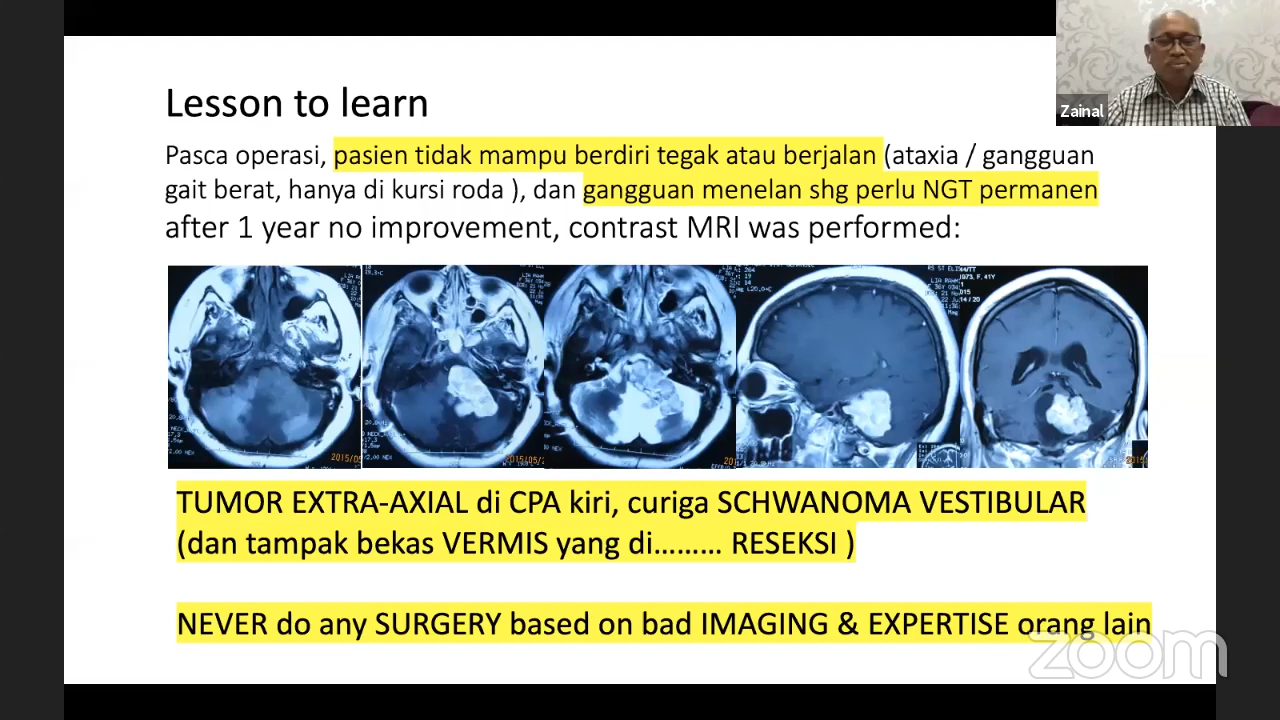 Zainal
Lesson to learn
Pasca operasi, pasien tidak mampu berdiri tegak atau berjalan (ataxia / gangguan
gait berat, hanya di kursi roda ), dan gangguan menelan shg perlu NGT permanen
after 1 year no improvement, contrast MRI was performed:
TUMOR EXTRA-AXIAL di CPA kiri, curiga SCHWANOMA VESTIBULAR
(dan tampak bekas VERMIS yang di……… RESEKSI )
NEVER do any SURGERY based on bad IMAGING & EXPERTISE orang lain
zoom